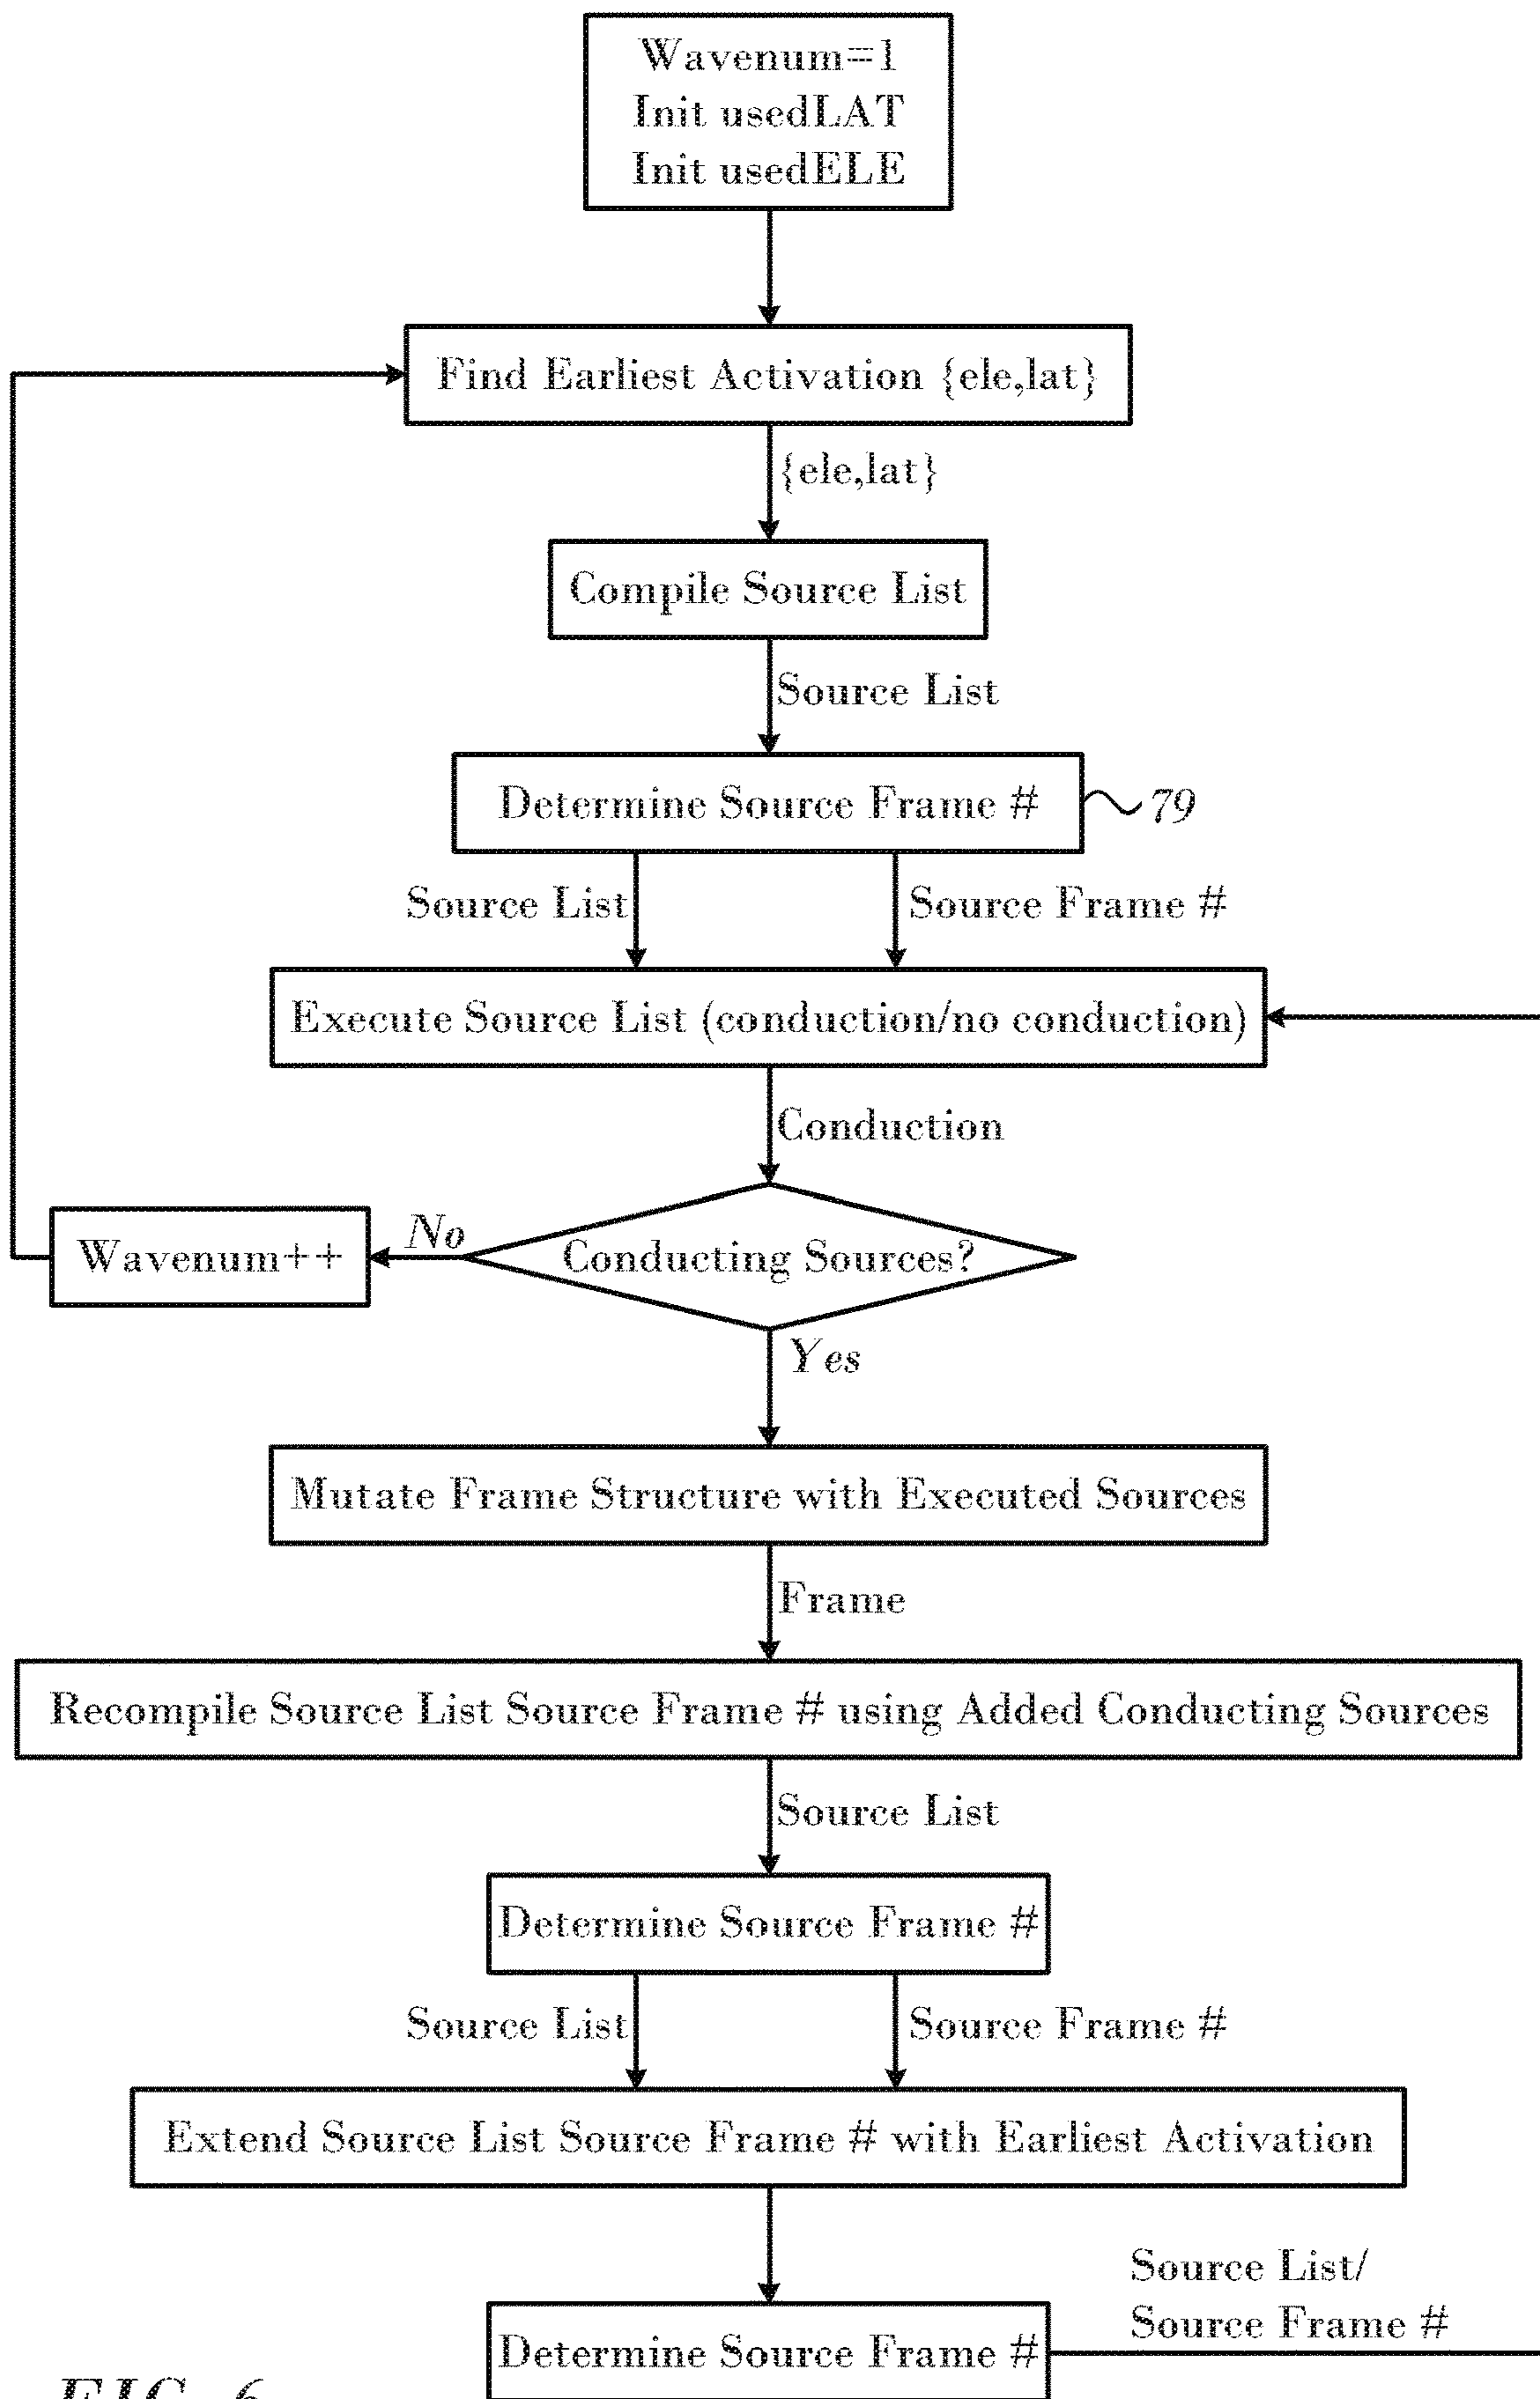 Wavenum=1
Init usedLAT
Init usedELE
Find Earliest Activation {ele,lat}
{ele,lat}
Compile Source List
Source List
Determine Source Frame #
79
Source List
Source Frame #
Execute Source List (conduction/no conduction)
Conduction
Wavenum++
No
Conducting Sources?
Yes
Mutate Frame Structure with Executed Sources
Frame
Recompile Source List Source Frame # using Added Conducting Sources
Source List
Determine Source Frame #
Source List
Source Frame #
Extend Source List Source Frame # with Earliest Activation
Source List/
Source Frame #
Determine Source Frame #
FIG. 6